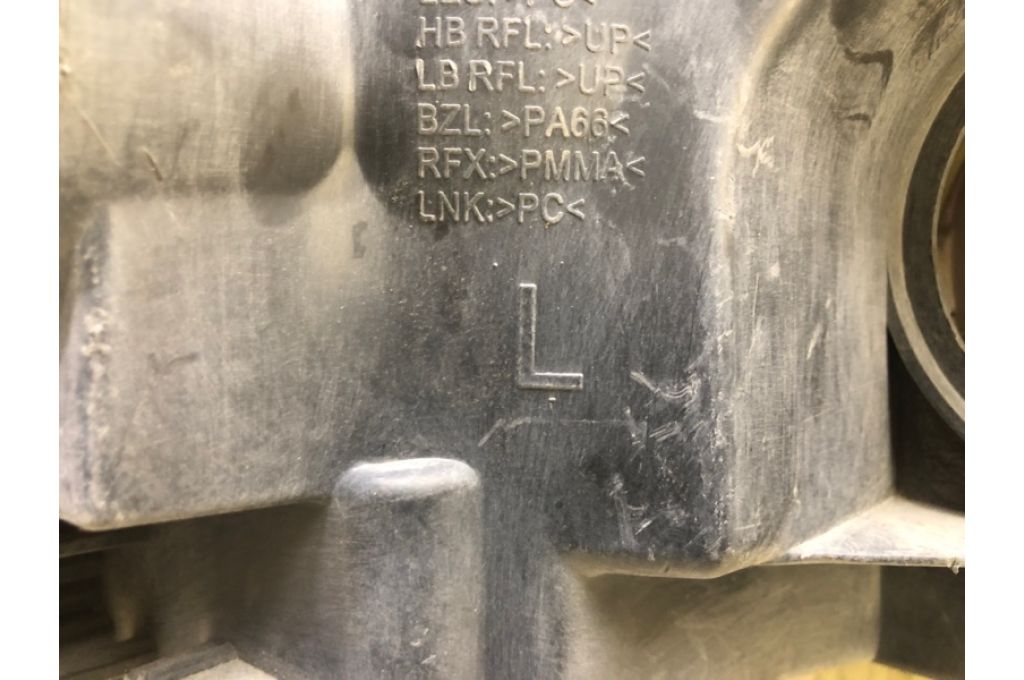 HB RFL: >UP<
LB RFL: >UP<
BZL: >PA66<
RFX:>PMMA<
LNK:>PC<
L